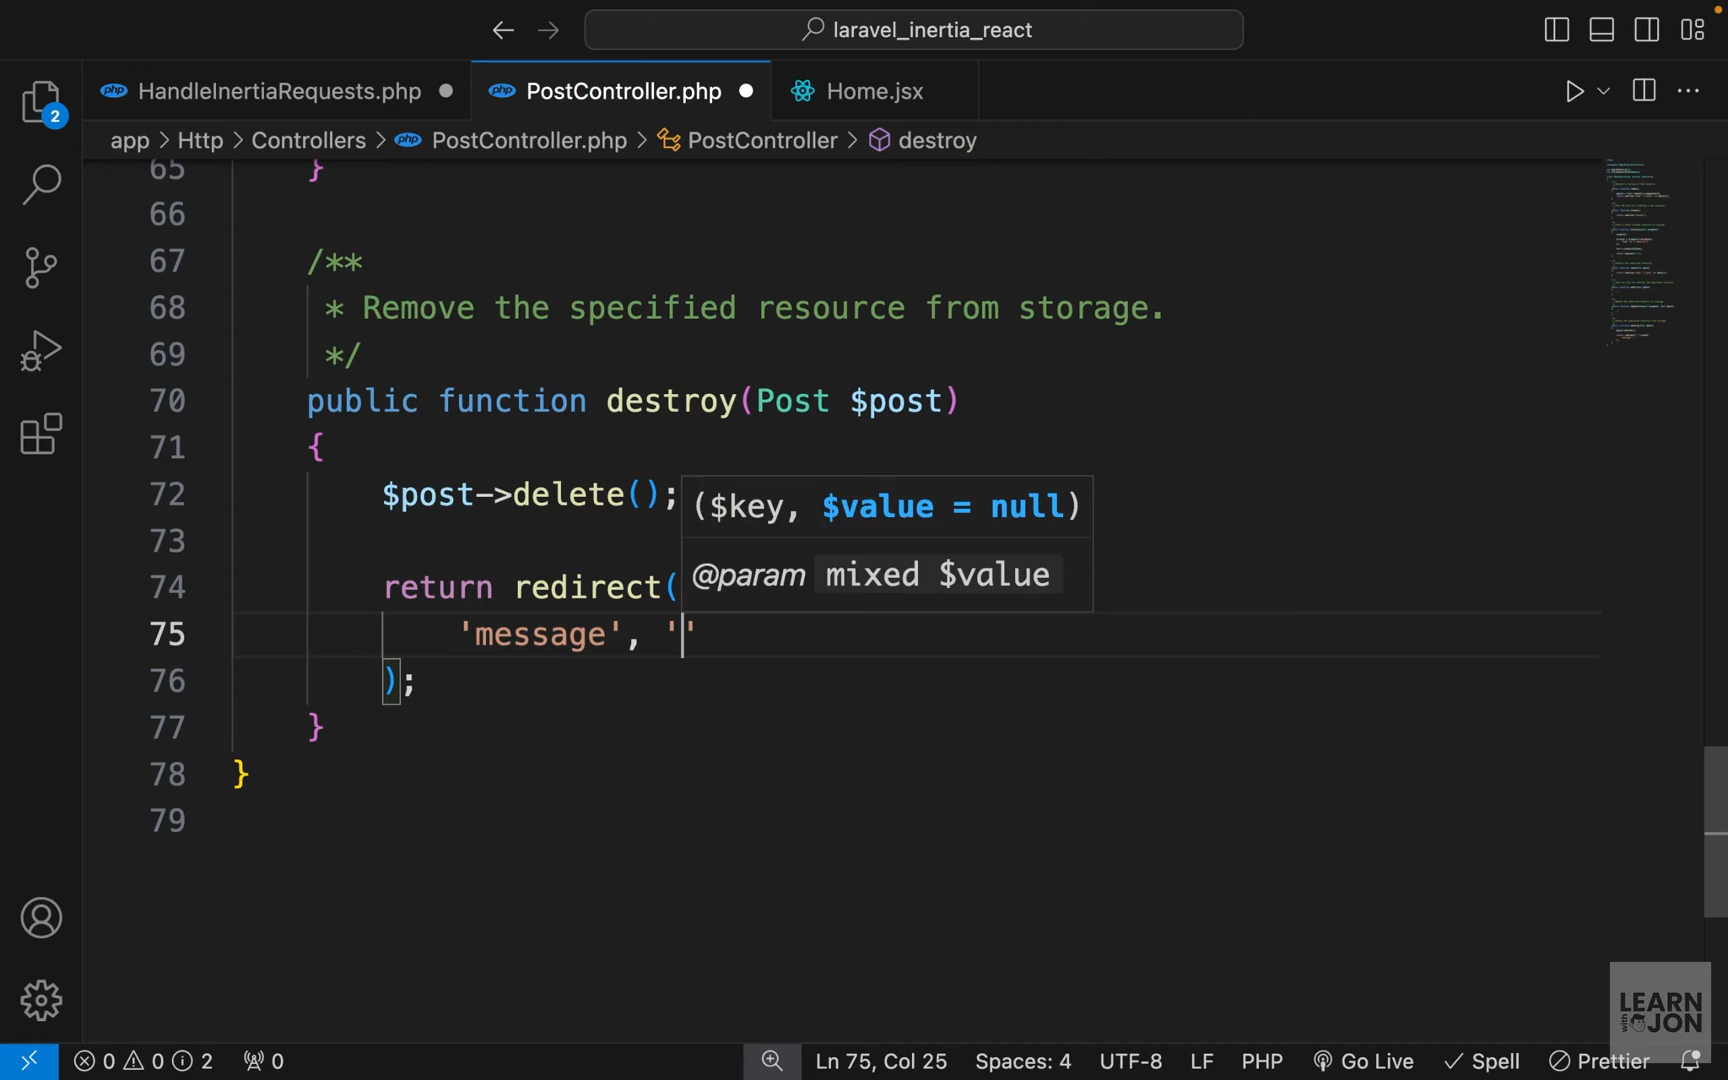 laravel_inertia_react
HandleInertiaRequests.php
PostController.php
Home.jsx
app > Http > Controllers > PostController.php > PostController > destroy
2
65 }
66
67 /**
68 * Remove the specified resource from storage.
69 */
70 public function destroy(Post $post)
71 {
72 $post->delete();
($key, $value = null)
73
@param mixed $value
74 return redirect(
75 'message', ''
76 );
77 }
78 }
79
LEARN
with JON
0 0 2 0 Ln 75, Col 25 Spaces: 4 UTF-8 LF PHP Go Live Spell Prettier